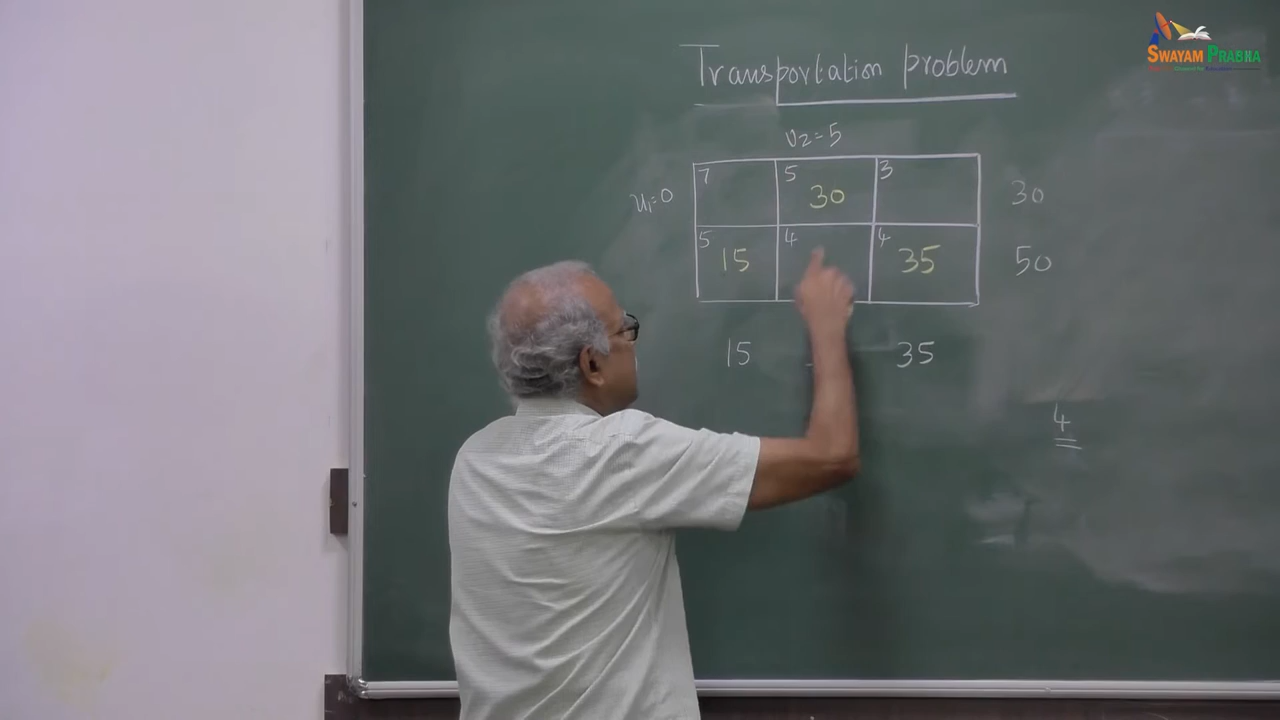 SWAYAM PRABHA
Transportation problem
v2=5
7 5 30 3 30
u1=0
5 15 4 4 35 50
15 35
4